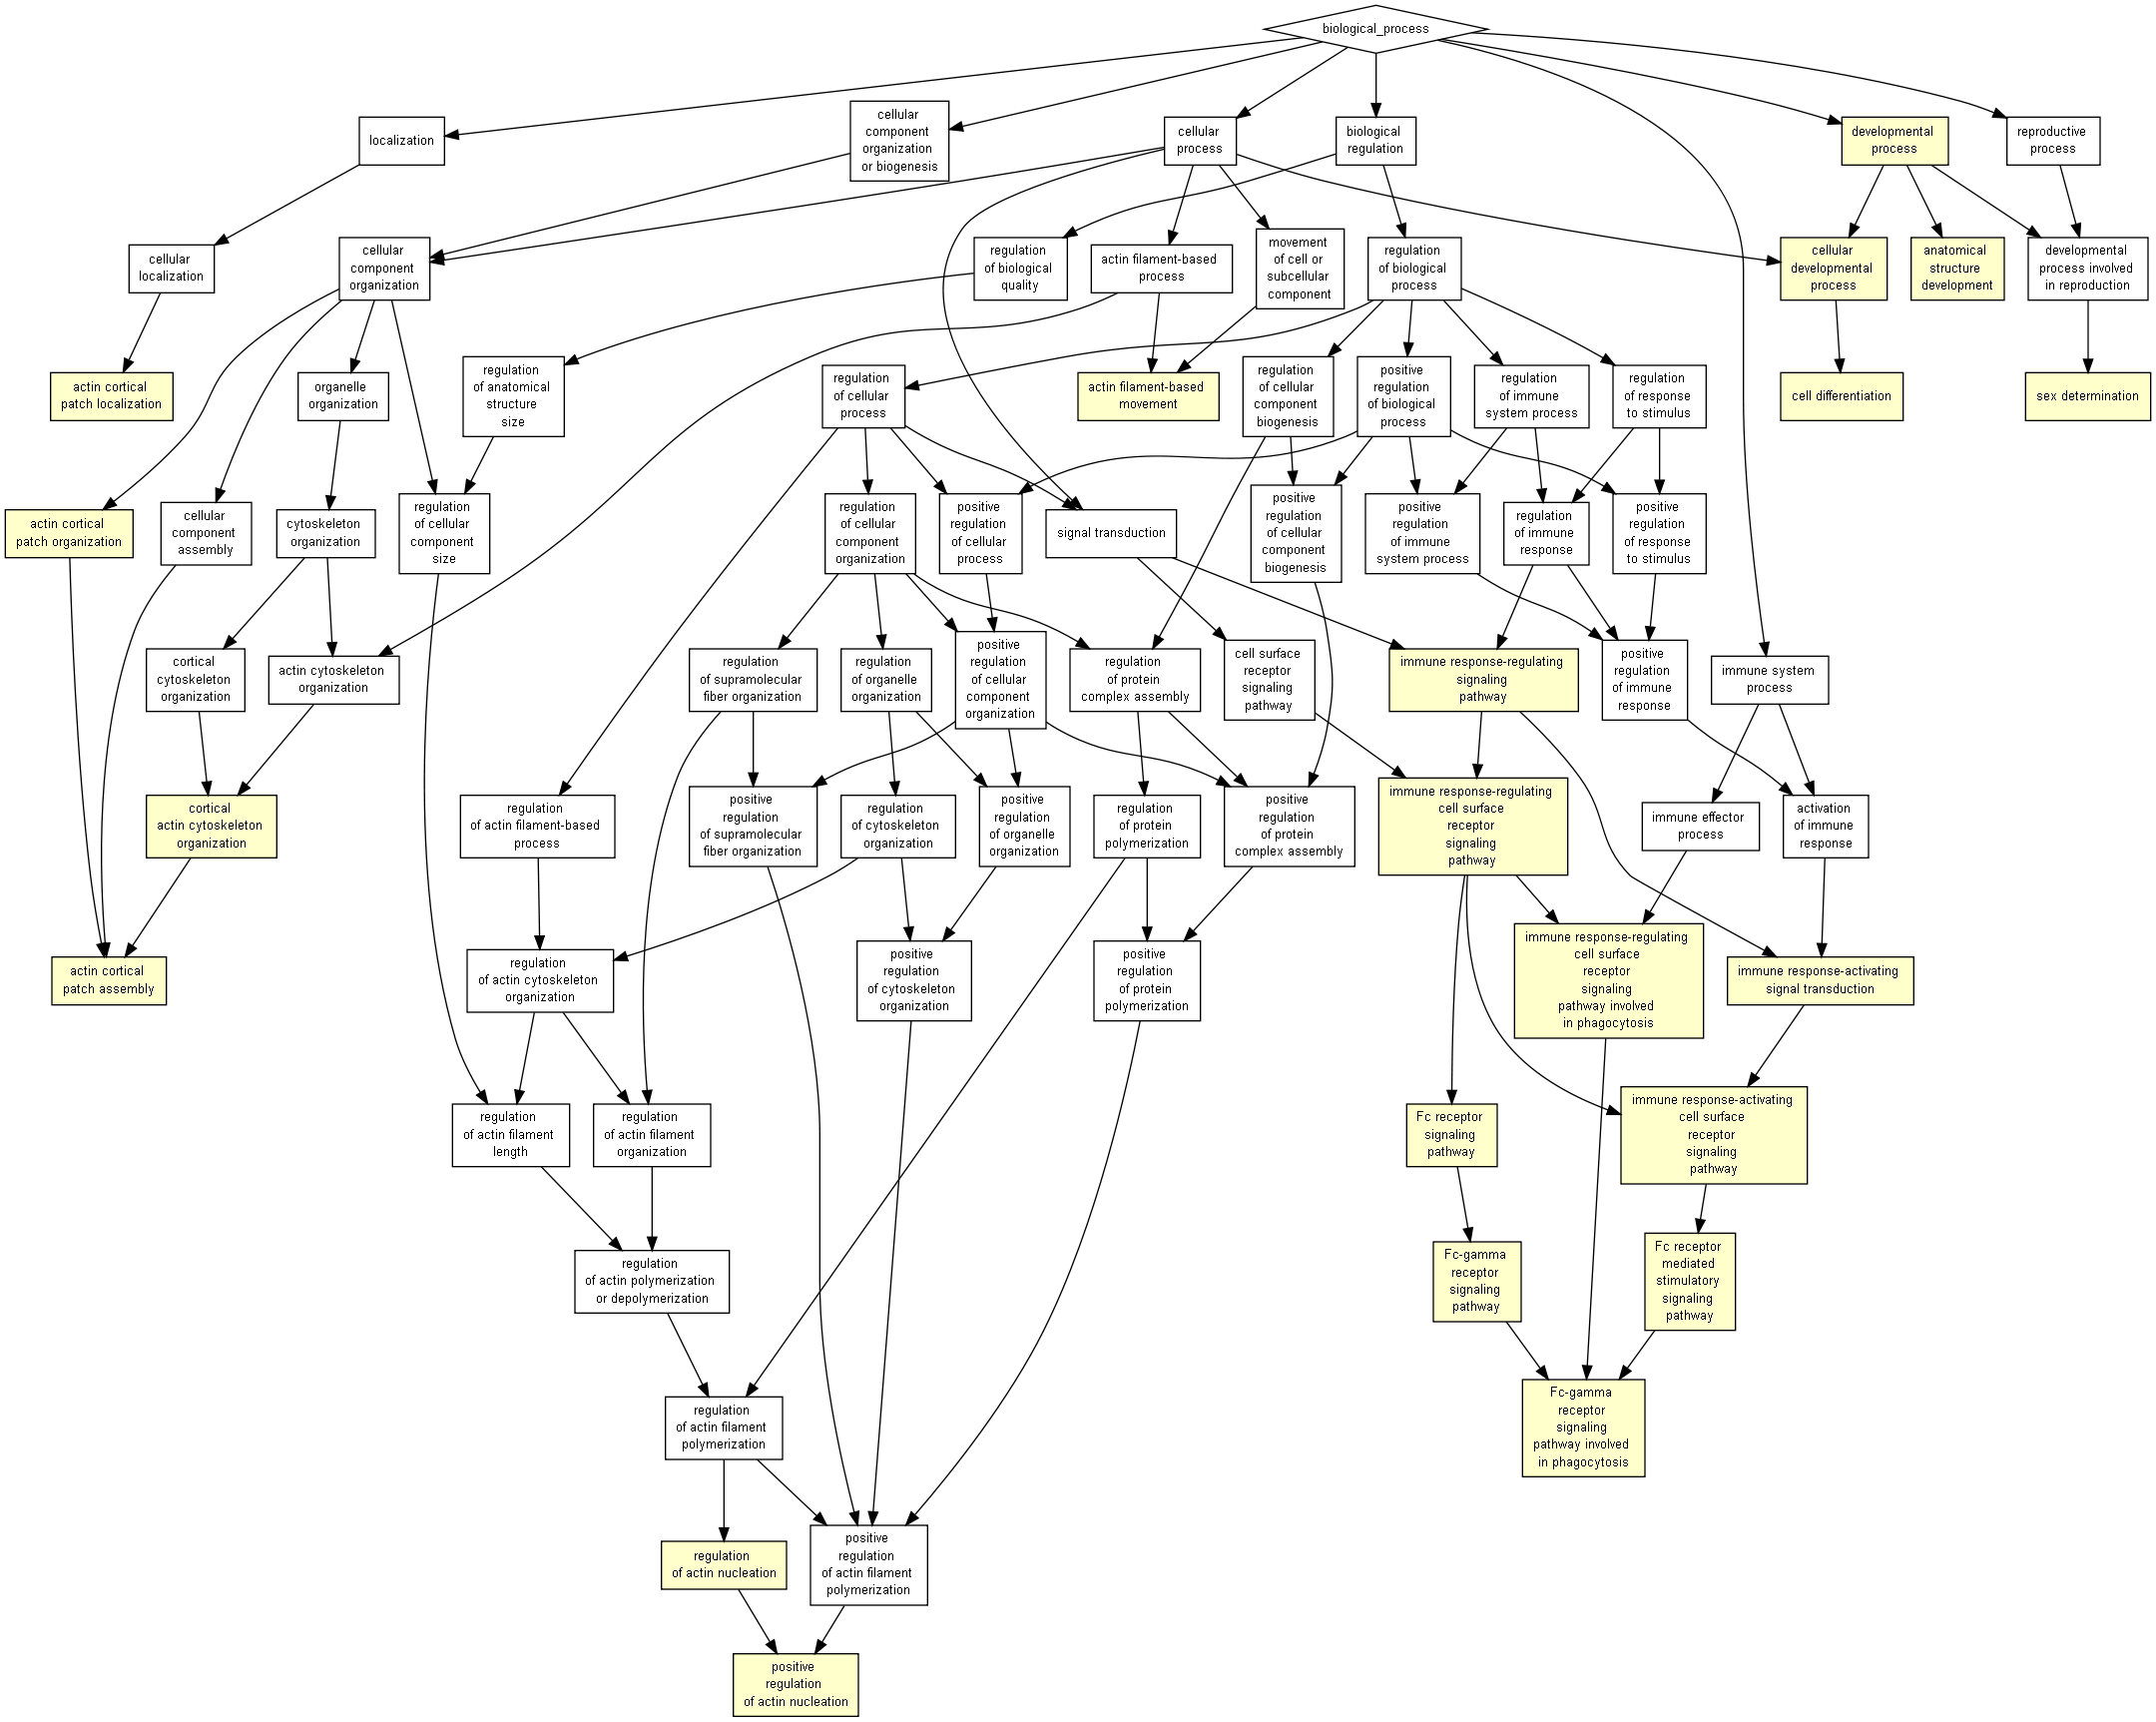 biological_process
localization
cellular
component
organization
or biogenesis
cellular
process
biological
regulation
developmental
process
reproductive
process
cellular
localization
cellular
component
organization
regulation
of biological
quality
actin filament-based
process
movement
of cell or
subcellular
component
regulation
of biological
process
cellular
developmental
process
anatomical
structure
development
developmental
process involved
in reproduction
actin cortical
patch localization
organelle
organization
regulation
of anatomical
structure
size
regulation
of cellular
process
actin filament-based
movement
regulation
of cellular
component
biogenesis
positive
regulation
of biological
process
regulation
of immune
system process
regulation
of response
to stimulus
cell differentiation
sex determination
actin cortical
patch organization
cellular
component
assembly
cytoskeleton
organization
regulation
of cellular
component
size
regulation
of cellular
component
organization
positive
regulation
of cellular
process
signal transduction
positive
regulation
of cellular
component
biogenesis
positive
regulation
of immune
system process
regulation
of immune
response
positive
regulation
of response
to stimulus
cortical
cytoskeleton
organization
actin cytoskeleton
organization
regulation
of supramolecular
fiber organization
regulation
of organelle
organization
positive
regulation
of cellular
component
organization
regulation
of protein
complex assembly
cell surface
receptor
signaling
pathway
immune response-regulating
signaling
pathway
positive
regulation
of immune
response
immune system
process
cortical
actin cytoskeleton
organization
regulation
of actin filament-based
process
positive
regulation
of supramolecular
fiber organization
regulation
of cytoskeleton
organization
positive
regulation
of organelle
organization
regulation
of protein
polymerization
positive
regulation
of protein
complex assembly
immune response-regulating
cell surface
receptor
signaling
pathway
immune effector
process
activation
of immune
response
actin cortical
patch assembly
regulation
of actin cytoskeleton
organization
positive
regulation
of cytoskeleton
organization
positive
regulation
of protein
polymerization
immune response-regulating
cell surface
receptor
signaling
pathway involved
in phagocytosis
immune response-activating
signal transduction
regulation
of actin filament
length
regulation
of actin filament
organization
Fc receptor
signaling
pathway
immune response-activating
cell surface
receptor
signaling
pathway
regulation
of actin polymerization
or depolymerization
Fc-gamma
receptor
signaling
pathway
Fc receptor
mediated
stimulatory
signaling
pathway
regulation
of actin filament
polymerization
Fc-gamma
receptor
signaling
pathway involved
in phagocytosis
regulation
of actin nucleation
positive
regulation
of actin filament
polymerization
positive
regulation
of actin nucleation